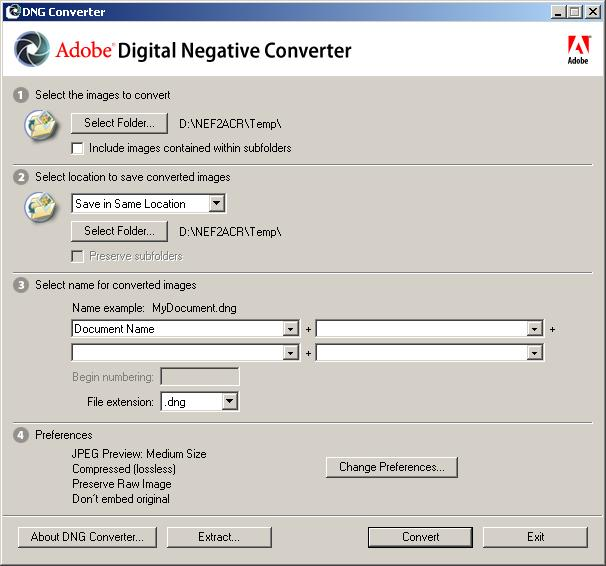 DNG Converter
Adobe® Digital Negative Converter
Adobe
1 Select the images to convert
Select Folder... D:\NEF2ACR\Temp\
Include images contained within subfolders
2 Select location to save converted images
Save in Same Location
Select Folder... D:\NEF2ACR\Temp\
Preserve subfolders
3 Select name for converted images
Name example: MyDocument.dng
Document Name + +
+
Begin numbering:
File extension: .dng
4 Preferences
JPEG Preview: Medium Size
Compressed (lossless)
Preserve Raw Image
Don´t embed original
Change Preferences...
About DNG Converter... Extract... Convert Exit